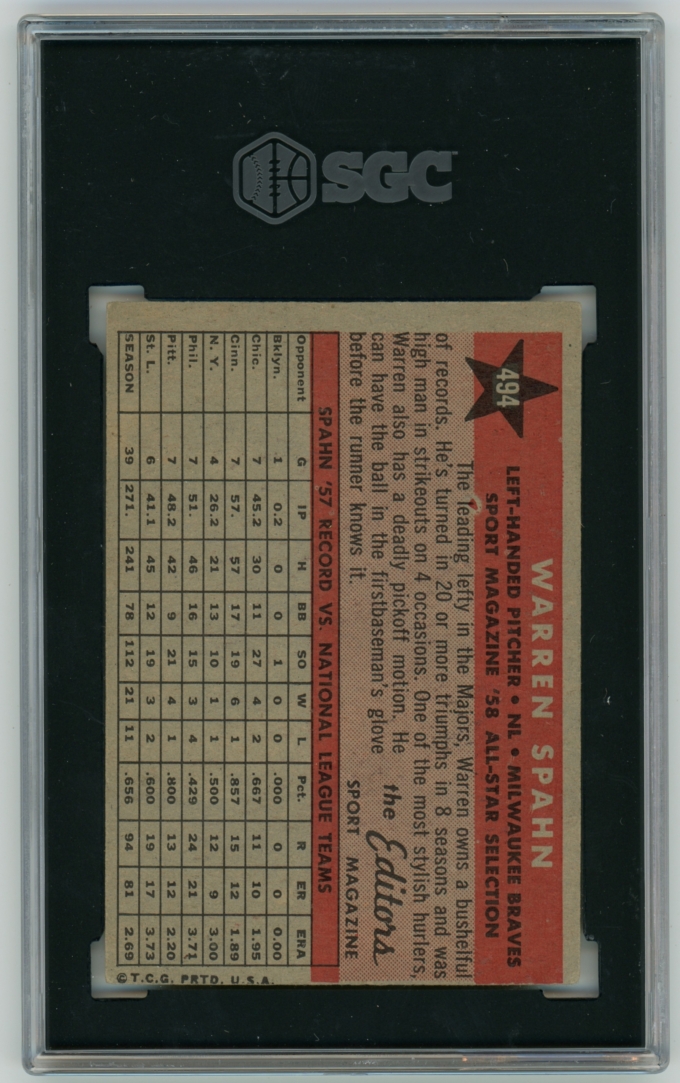 SGC
494
WARREN SPAHN
LEFT-HANDED PITCHER • NL • MILWAUKEE BRAVES
SPORT MAGAZINE '58 ALL-STAR SELECTION
The leading lefty in the Majors, Warren owns a bushelful
of records. He's turned in 20 or more triumphs in 8 seasons and was
high man in strikeouts on 4 occasions. One of the most stylish hurlers,
Warren also has a deadly pickoff motion. He
can have the ball in the firstbaseman's glove
before the runner knows it.
the Editors
SPORT MAGAZINE
SPAHN '57 RECORD VS. NATIONAL LEAGUE TEAMS
Opponent G IP H BB SO W L Pct. R ER ERA
Bklyn. 1 0.2 0 0 1 0 0 .000 0 0 0.00
Chic. 7 45.2 30 11 27 4 2 .667 11 10 1.95
Cinn. 7 57. 57 17 19 6 1 .857 15 12 1.89
N. Y. 4 26.2 21 13 10 1 1 .500 12 9 3.00
Phil. 7 51. 46 16 15 3 4 .429 24 21 3.71
Pitt. 7 48.2 42 9 21 4 1 .800 13 12 2.20
St. L. 6 41.1 45 12 19 3 2 .600 19 17 3.73
SEASON 39 271. 241 78 112 21 11 .656 94 81 2.69
© T.C.G. PRTD. U.S.A.